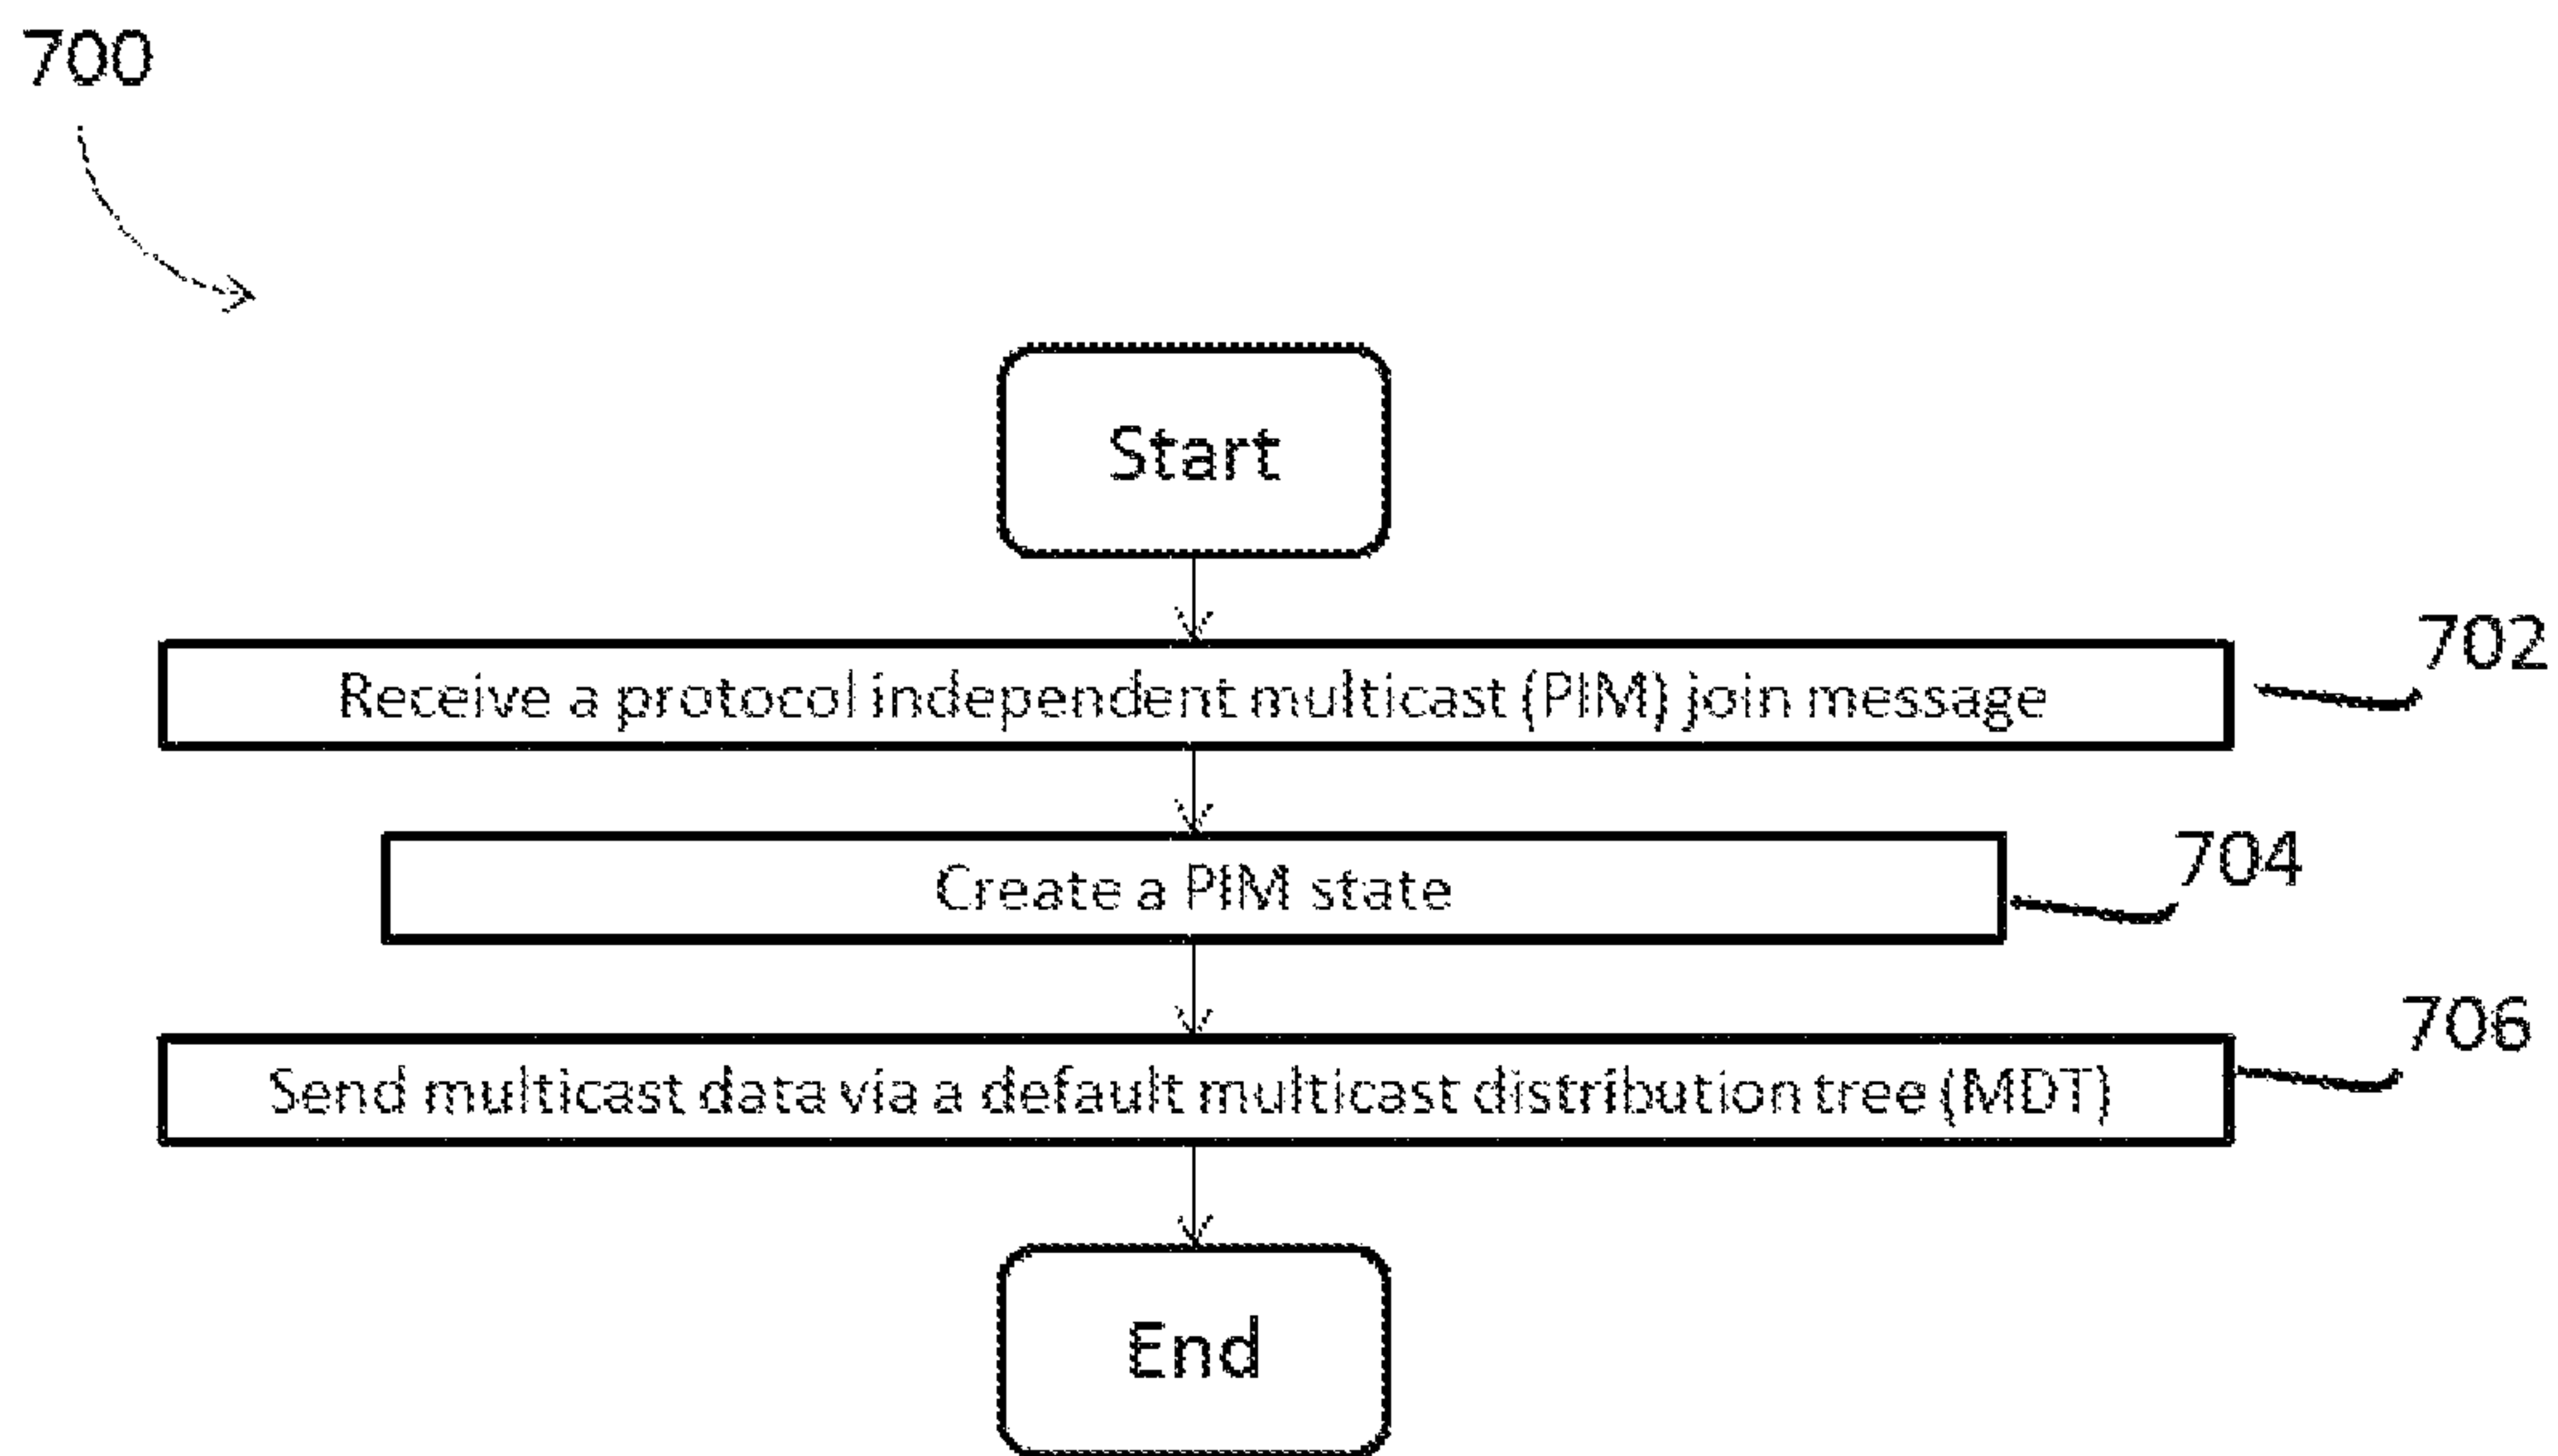 700
Start
Receive a protocol independent multicast (PIM) join message
702
Create a PIM state
704
Send multicast data via a default multicast distribution tree (MDT)
706
End